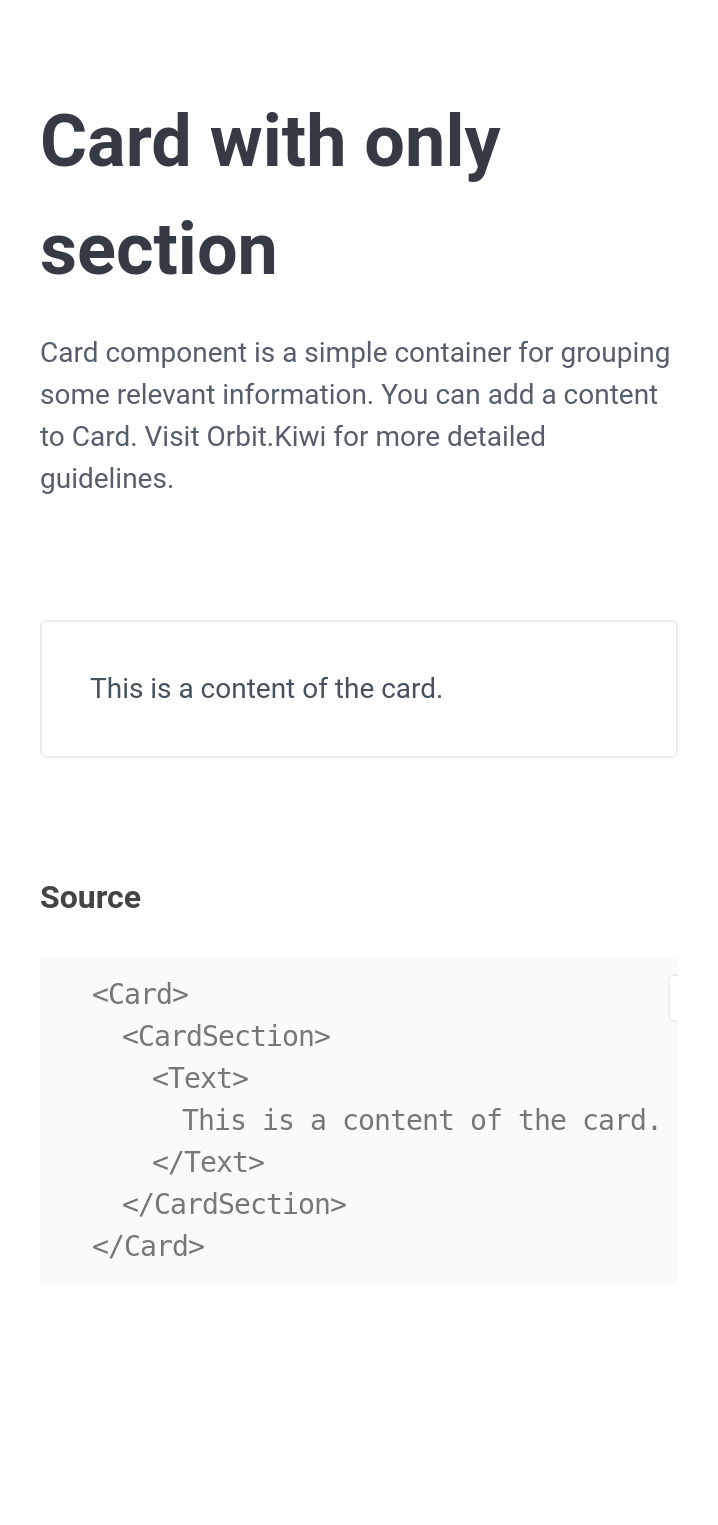 Card with only
section
Card component is a simple container for grouping
some relevant information. You can add a content
to Card. Visit Orbit.Kiwi for more detailed
guidelines.
This is a content of the card.
Source
<Card>
<CardSection>
<Text>
This is a content of the card.
</Text>
</CardSection>
</Card>